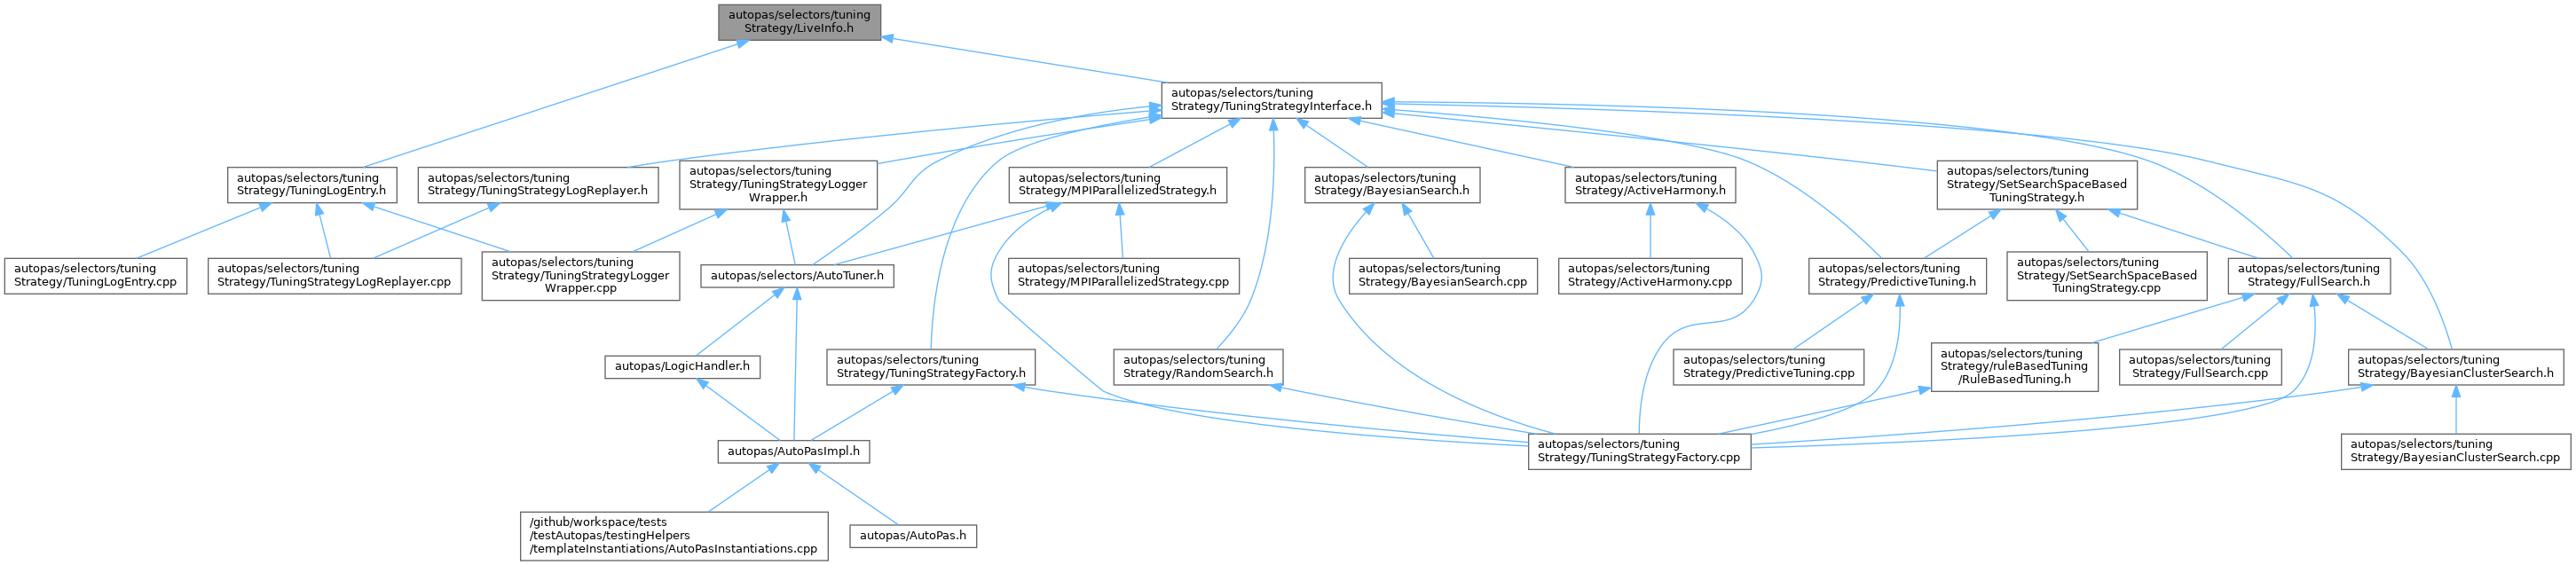 autopas/selectors/tuning
Strategy/LiveInfo.h
autopas/selectors/tuning
Strategy/TuningStrategyInterface.h
autopas/selectors/tuning
Strategy/TuningLogEntry.h
autopas/selectors/tuning
Strategy/TuningStrategyLogReplayer.h
autopas/selectors/tuning
Strategy/TuningStrategyLogger
Wrapper.h
autopas/selectors/tuning
Strategy/MPIParallelizedStrategy.h
autopas/selectors/tuning
Strategy/BayesianSearch.h
autopas/selectors/tuning
Strategy/ActiveHarmony.h
autopas/selectors/tuning
Strategy/SetSearchSpaceBased
TuningStrategy.h
autopas/selectors/tuning
Strategy/TuningLogEntry.cpp
autopas/selectors/tuning
Strategy/TuningStrategyLogReplayer.cpp
autopas/selectors/tuning
Strategy/TuningStrategyLogger
Wrapper.cpp
autopas/selectors/AutoTuner.h
autopas/selectors/tuning
Strategy/MPIParallelizedStrategy.cpp
autopas/selectors/tuning
Strategy/BayesianSearch.cpp
autopas/selectors/tuning
Strategy/ActiveHarmony.cpp
autopas/selectors/tuning
Strategy/PredictiveTuning.h
autopas/selectors/tuning
Strategy/SetSearchSpaceBased
TuningStrategy.cpp
autopas/selectors/tuning
Strategy/FullSearch.h
autopas/LogicHandler.h
autopas/selectors/tuning
Strategy/TuningStrategyFactory.h
autopas/selectors/tuning
Strategy/RandomSearch.h
autopas/selectors/tuning
Strategy/PredictiveTuning.cpp
autopas/selectors/tuning
Strategy/ruleBasedTuning
/RuleBasedTuning.h
autopas/selectors/tuning
Strategy/FullSearch.cpp
autopas/selectors/tuning
Strategy/BayesianClusterSearch.h
autopas/AutoPasImpl.h
autopas/selectors/tuning
Strategy/TuningStrategyFactory.cpp
autopas/selectors/tuning
Strategy/BayesianClusterSearch.cpp
/github/workspace/tests
/testAutopas/testingHelpers
/templateInstantiations/AutoPasInstantiations.cpp
autopas/AutoPas.h